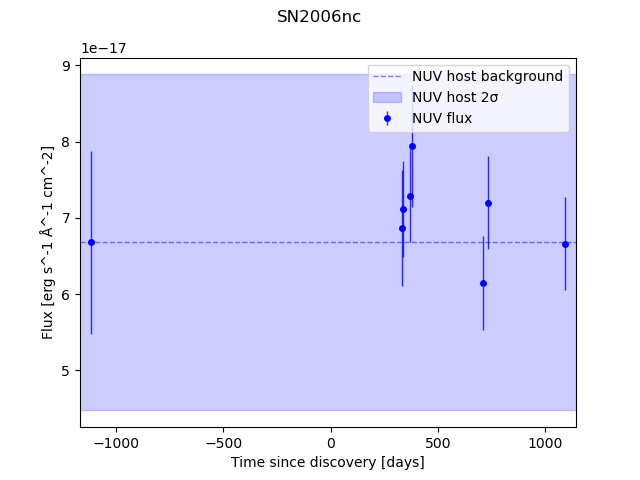 SN2006nc
1e−17
9
8
7
6
5
Flux [erg s^-1 Å^-1 cm^-2]
NUV host background
NUV host 2σ
NUV flux
−1000
−500
0
500
1000
Time since discovery [days]